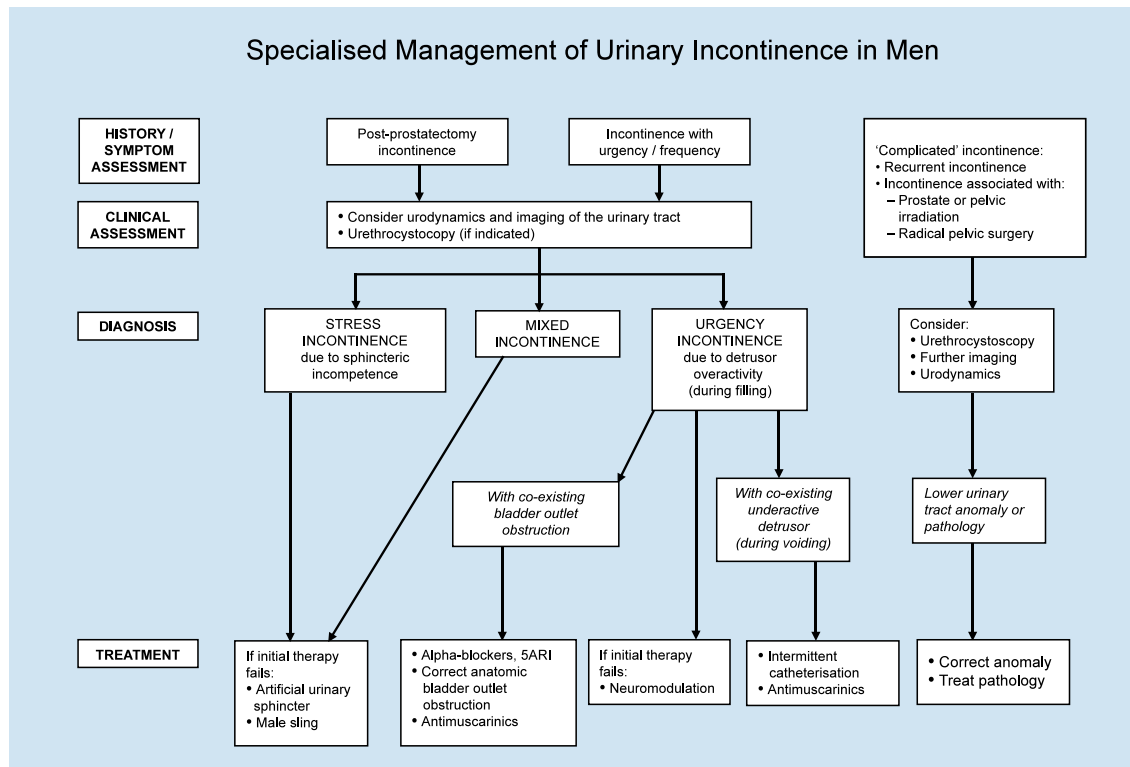 Specialised Management of Urinary Incontinence in Men
HISTORY /
SYMPTOM
ASSESSMENT
Post-prostatectomy
incontinence
Incontinence with
urgency / frequency
'Complicated' incontinence:
• Recurrent incontinence
• Incontinence associated with:
– Prostate or pelvic
irradiation
– Radical pelvic surgery
CLINICAL
ASSESSMENT
• Consider urodynamics and imaging of the urinary tract
• Urethrocystocopy (if indicated)
DIAGNOSIS
STRESS
INCONTINENCE
due to sphincteric
incompetence
MIXED
INCONTINENCE
URGENCY
INCONTINENCE
due to detrusor
overactivity
(during filling)
Consider:
• Urethrocystoscopy
• Further imaging
• Urodynamics
With co-existing
bladder outlet
obstruction
With co-existing
underactive
detrusor
(during voiding)
Lower urinary
tract anomaly or
pathology
TREATMENT
If initial therapy
fails:
• Artificial urinary
sphincter
• Male sling
• Alpha-blockers, 5ARI
• Correct anatomic
bladder outlet
obstruction
• Antimuscarinics
If initial therapy
fails:
• Neuromodulation
• Intermittent
catheterisation
• Antimuscarinics
• Correct anomaly
• Treat pathology